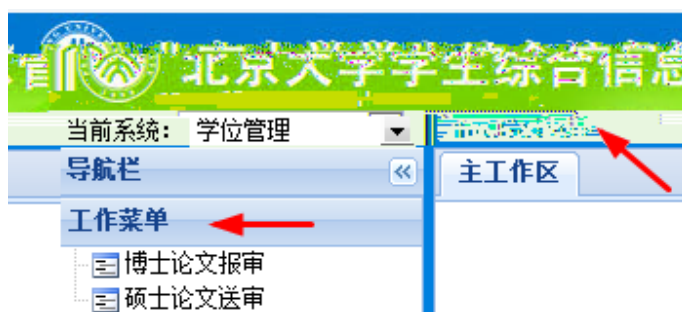 北京大学学生综合信息
当前系统： 学位管理
导航栏
主工作区
工作菜单
博士论文报审
硕士论文送审